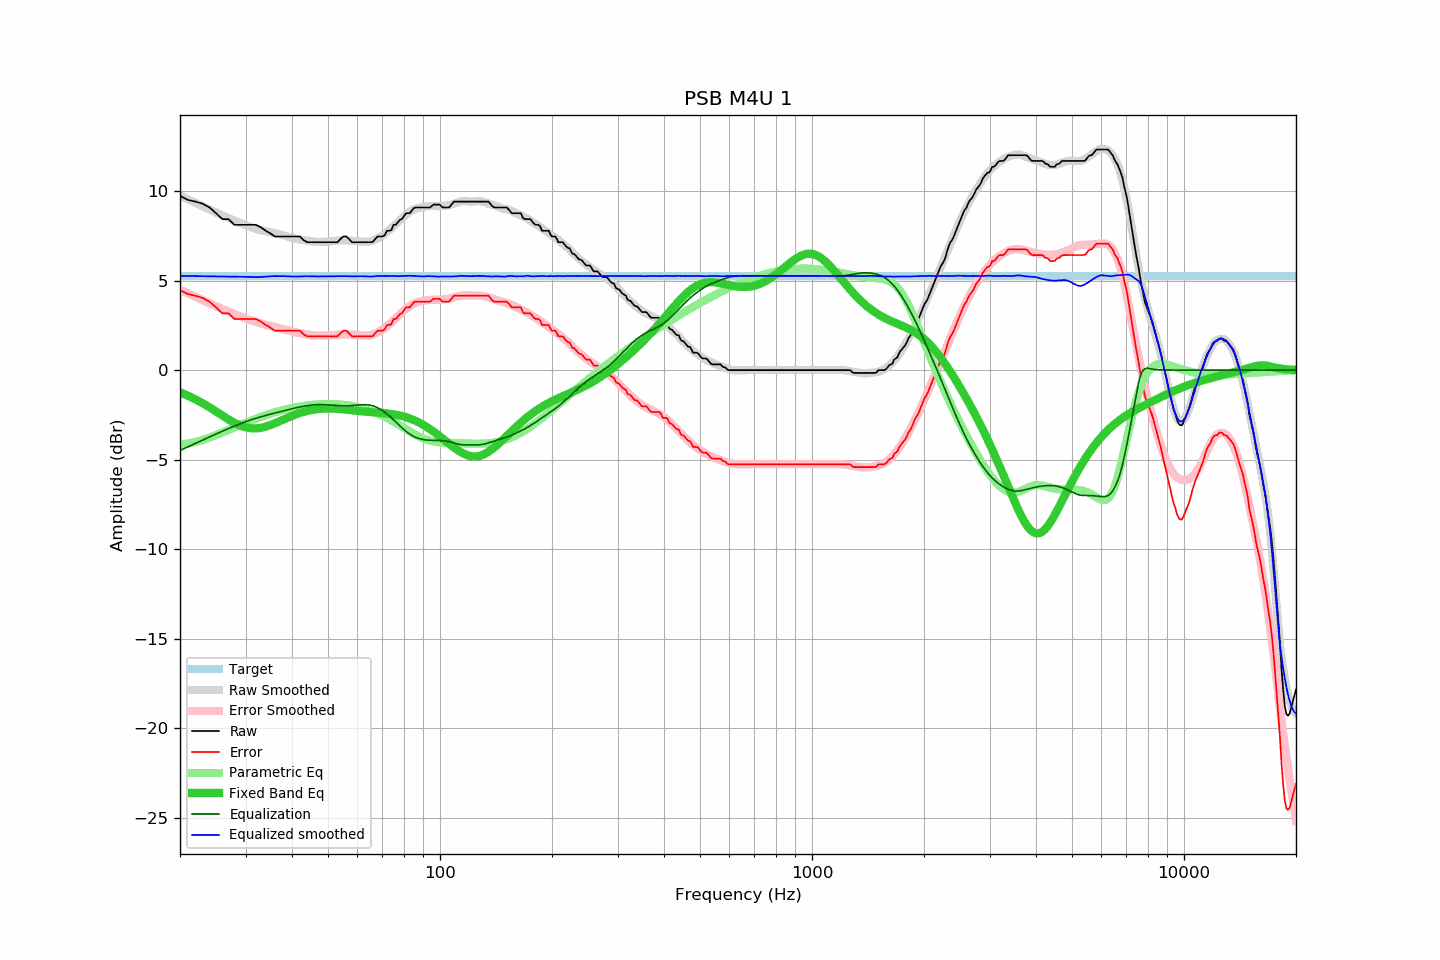 PSB M4U 1
Amplitude (dBr)
10
5
0
−5
−10
−15
−20
−25
Target
Raw Smoothed
Error Smoothed
Raw
Error
Parametric Eq
Fixed Band Eq
Equalization
Equalized smoothed
100
1000
10000
Frequency (Hz)